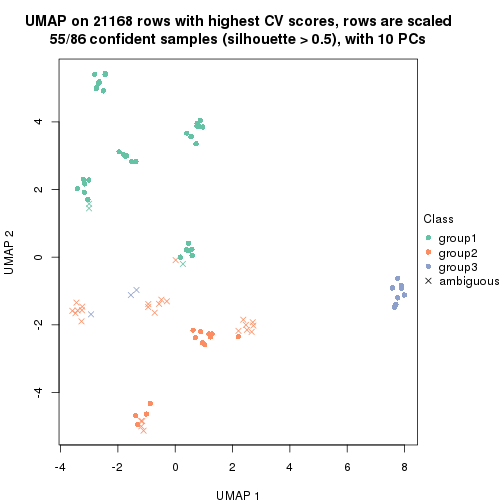 UMAP on 21168 rows with highest CV scores, rows are scaled
55/86 confident samples (silhouette > 0.5), with 10 PCs
4
2
0
-2
-4
UMAP 2
-4
-2
0
2
4
6
8
UMAP 1
Class
group1
group2
group3
ambiguous